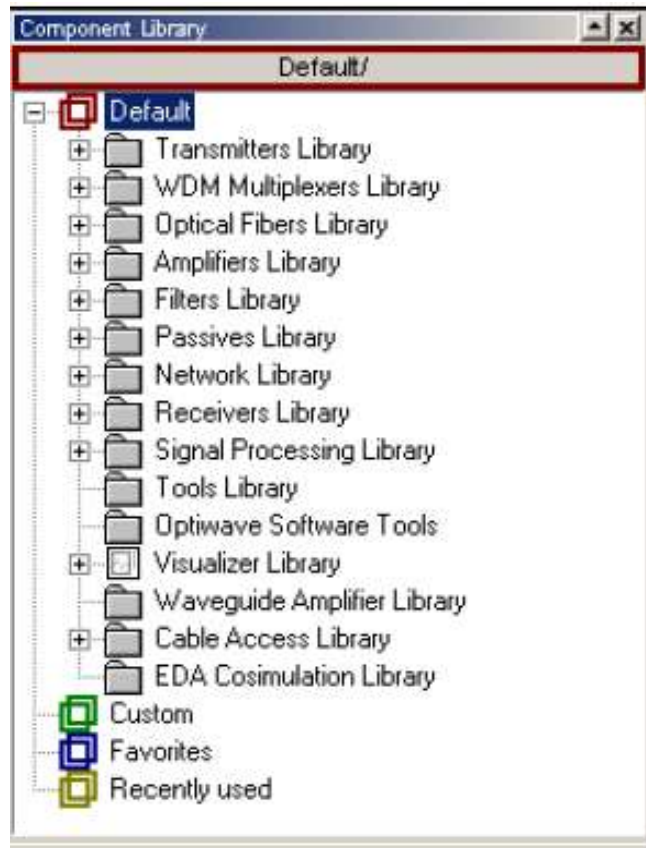 Component Library
Default/
Default
Transmitters Library
WDM Multiplexers Library
Optical Fibers Library
Amplifiers Library
Filters Library
Passives Library
Network Library
Receivers Library
Signal Processing Library
Tools Library
Optiwave Software Tools
Visualizer Library
Waveguide Amplifier Library
Cable Access Library
EDA Cosimulation Library
Custom
Favorites
Recently used